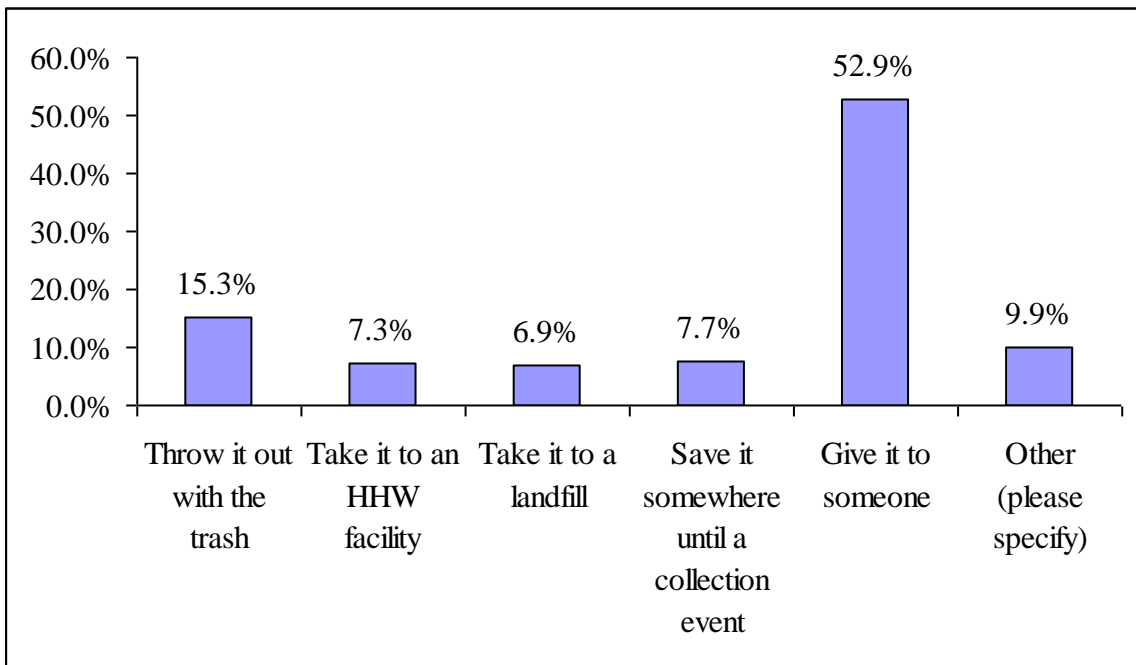 60.0%
50.0%
40.0%
30.0%
20.0%
10.0%
0.0%
15.3%
7.3%
6.9%
7.7%
52.9%
9.9%
Throw it out
with the
trash
Take it to an
HHW
facility
Take it to a
landfill
Save it
somewhere
until a
collection
event
Give it to
someone
Other
(please
specify)